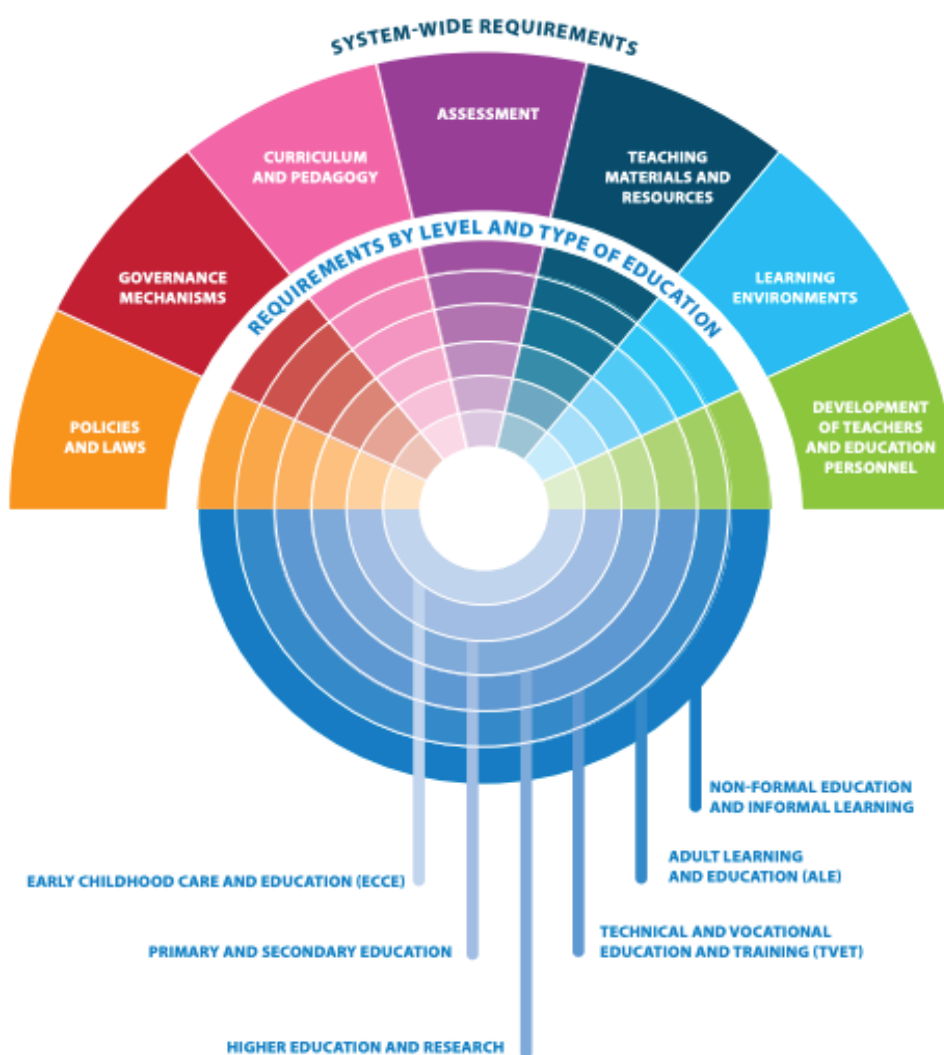 SYSTEM-WIDE REQUIREMENTS
ASSESSMENT
CURRICULUM
AND PEDAGOGY
TEACHING
MATERIALS AND
RESOURCES
GOVERNANCE
MECHANISMS
LEARNING
ENVIRONMENTS
POLICIES
AND LAWS
DEVELOPMENT
OF TEACHERS
AND EDUCATION
PERSONNEL
REQUIREMENTS BY LEVEL AND TYPE OF EDUCATION
NON-FORMAL EDUCATION
AND INFORMAL LEARNING
ADULT LEARNING
AND EDUCATION (ALE)
EARLY CHILDHOOD CARE AND EDUCATION (ECCE)
TECHNICAL AND VOCATIONAL
EDUCATION AND TRAINING (TVET)
PRIMARY AND SECONDARY EDUCATION
HIGHER EDUCATION AND RESEARCH